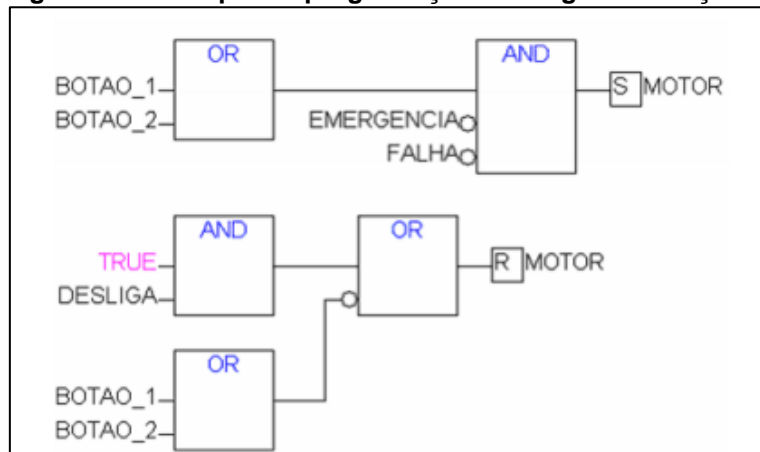 OR
AND
BOTAO_1
S MOTOR
BOTAO_2
EMERGENCIA
FALHA
AND
OR
TRUE
R MOTOR
DESLIGA
OR
BOTAO_1
BOTAO_2